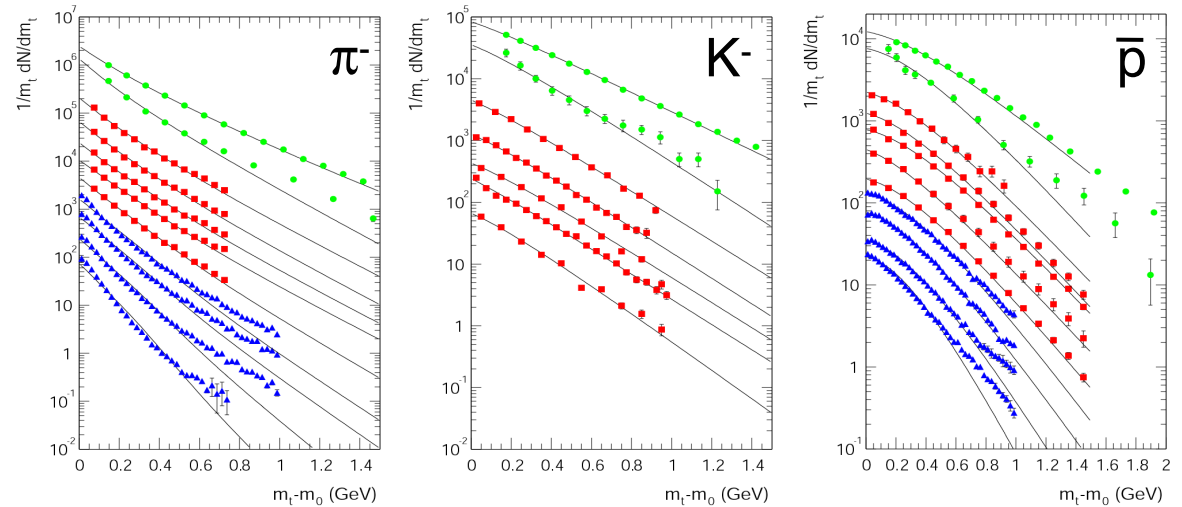 1/mₜ dN/dmₜ
π⁻
10⁷
10⁶
10⁵
10⁴
10³
10²
10
1
10⁻¹
10⁻²
0 0.2 0.4 0.6 0.8 1 1.2 1.4
mₜ-m₀ (GeV)
1/mₜ dN/dmₜ
K⁻
10⁵
10⁴
10³
10²
10
1
10⁻¹
10⁻²
0 0.2 0.4 0.6 0.8 1 1.2 1.4
mₜ-m₀ (GeV)
1/mₜ dN/dmₜ
p̅
10⁴
10³
10²
10
1
10⁻¹
0 0.2 0.4 0.6 0.8 1 1.2 1.4 1.6 1.8 2
mₜ-m₀ (GeV)